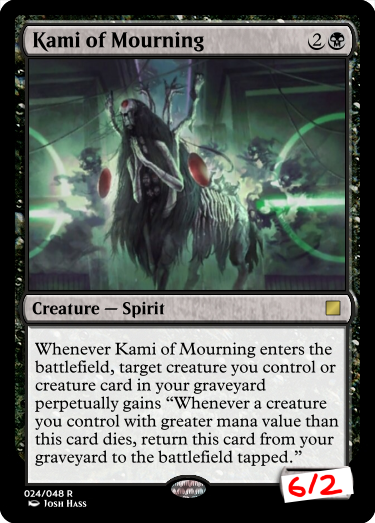 Kami of Mourning 2
Creature — Spirit
Whenever Kami of Mourning enters the
battlefield, target creature you control or
creature card in your graveyard
perpetually gains “Whenever a creature
you control with greater mana value than
this card dies, return this card from your
graveyard to the battlefield tapped.”
6/2
024/048 R
Josh Hass